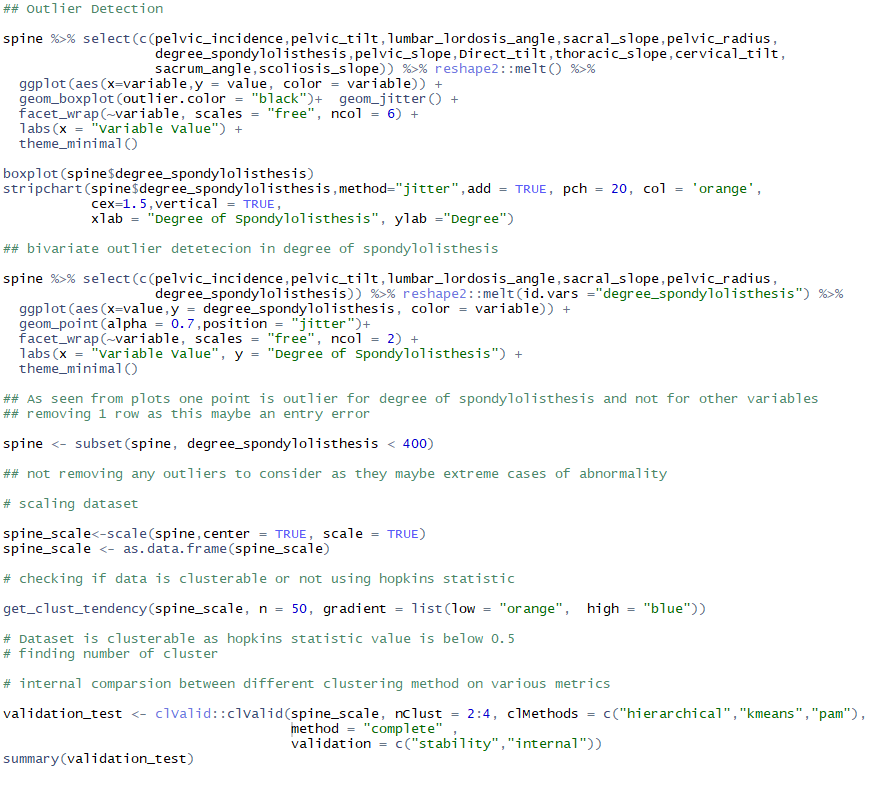 ## Outlier Detection
spine %>% select(c(pelvic_incidence,pelvic_tilt,lumbar_lordosis_angle,sacral_slope,pelvic_radius,
degree_spondylolisthesis,pelvic_slope,Direct_tilt,thoracic_slope,cervical_tilt,
sacrum_angle,scoliosis_slope)) %>% reshape2::melt() %>%
ggplot(aes(x=variable,y = value, color = variable)) +
geom_boxplot(outlier.color = "black")+  geom_jitter() +
facet_wrap(~variable, scales = "free", ncol = 6) +
labs(x = "Variable Value") +
theme_minimal()
boxplot(spine$degree_spondylolisthesis)
stripchart(spine$degree_spondylolisthesis,method="jitter",add = TRUE, pch = 20, col = 'orange',
cex=1.5,vertical = TRUE,
xlab = "Degree of Spondylolisthesis", ylab ="Degree")
## bivariate outlier detetecion in degree of spondylolisthesis
spine %>% select(c(pelvic_incidence,pelvic_tilt,lumbar_lordosis_angle,sacral_slope,pelvic_radius,
degree_spondylolisthesis)) %>% reshape2::melt(id.vars ="degree_spondylolisthesis") %>%
ggplot(aes(x=value,y = degree_spondylolisthesis, color = variable)) +
geom_point(alpha = 0.7,position = "jitter")+
facet_wrap(~variable, scales = "free", ncol = 2) +
labs(x = "Variable Value", y = "Degree of Spondylolisthesis") +
theme_minimal()
## As seen from plots one point is outlier for degree of spondylolisthesis and not for other variables
## removing 1 row as this maybe an entry error
spine <- subset(spine, degree_spondylolisthesis < 400)
## not removing any outliers to consider as they maybe extreme cases of abnormality
# scaling dataset
spine_scale<-scale(spine,center = TRUE, scale = TRUE)
spine_scale <- as.data.frame(spine_scale)
# checking if data is clusterable or not using hopkins statistic
get_clust_tendency(spine_scale, n = 50, gradient = list(low = "orange",  high = "blue"))
# Dataset is clusterable as hopkins statistic value is below 0.5
# finding number of cluster
# internal comparsion between different clustering method on various metrics
validation_test <- clValid::clValid(spine_scale, nClust = 2:4, clMethods = c("hierarchical","kmeans","pam"),
method = "complete" ,
validation = c("stability","internal"))
summary(validation_test)